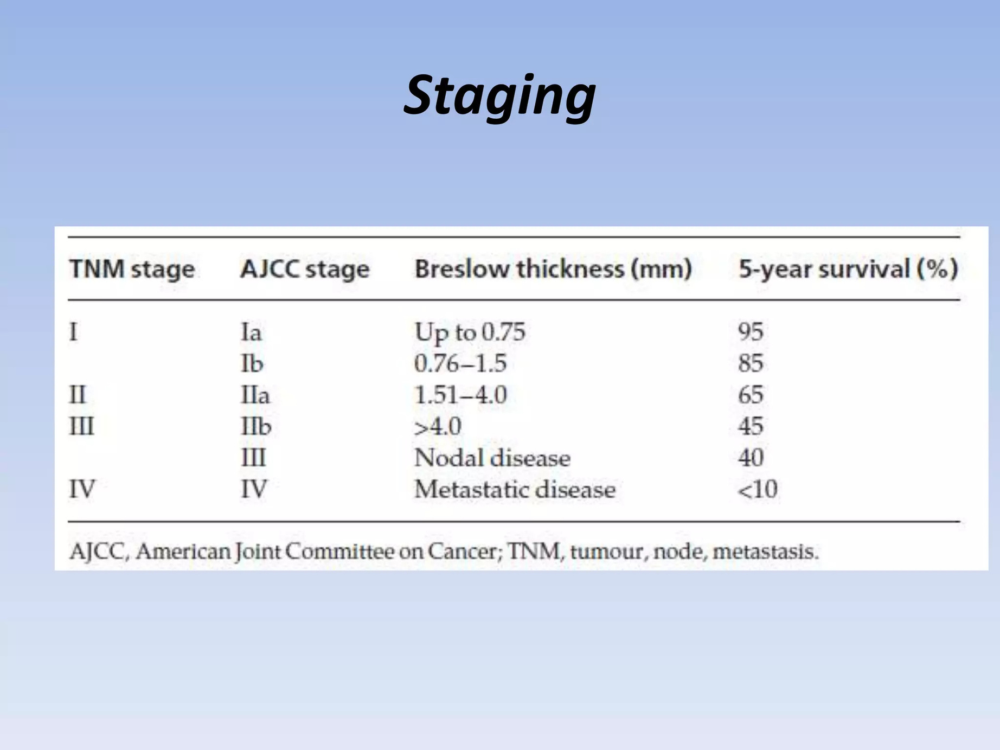 Staging
TNM stage AJCC stage Breslow thickness (mm) 5-year survival (%)
I Ia Up to 0.75 95
Ib 0.76–1.5 85
II IIa 1.51–4.0 65
III IIb >4.0 45
III Nodal disease 40
IV IV Metastatic disease <10
AJCC, American Joint Committee on Cancer; TNM, tumour, node, metastasis.